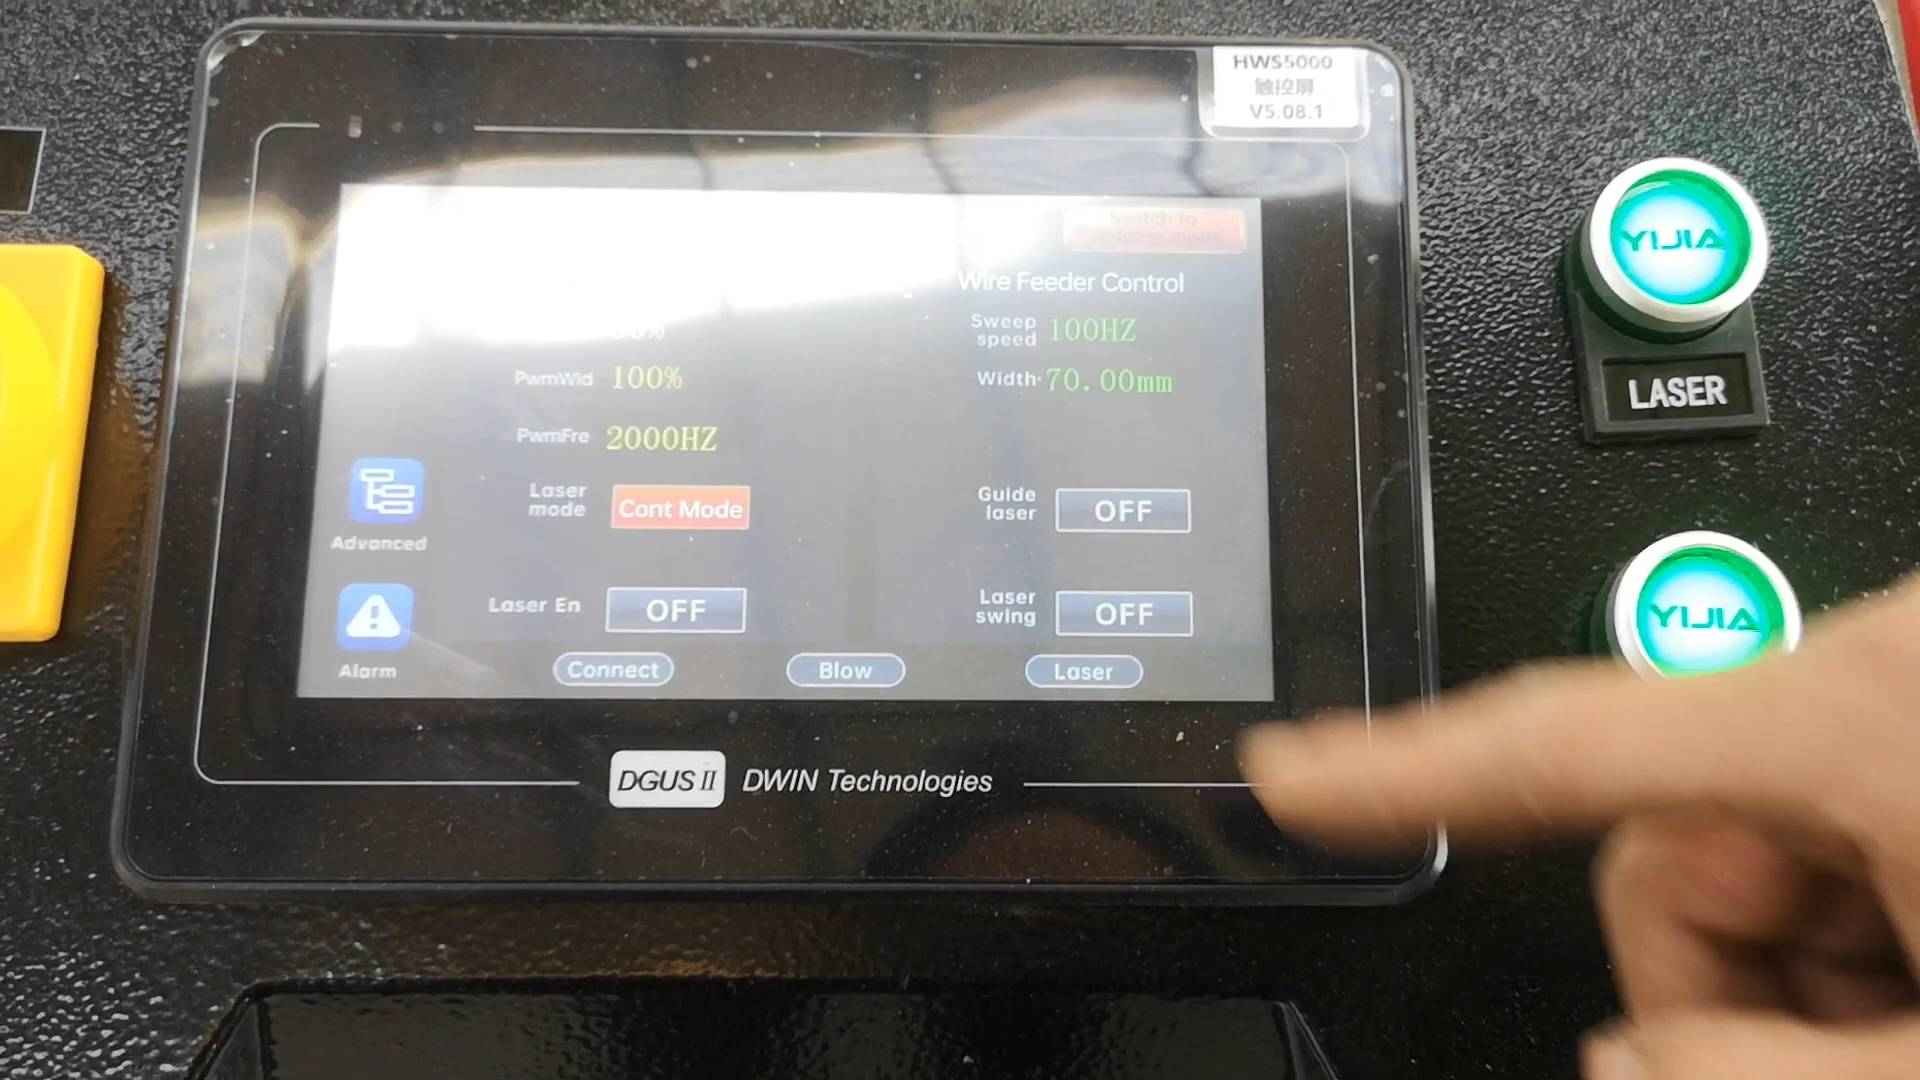 HWS5000
触控屏
V5.08.1
Switch to
welding mode
Wire Feeder Control
Sweep
speed 100HZ
PwmWid 100%
Width: 70.00mm
PwmFre 2000HZ
Laser
mode Cont Mode
Guide
laser OFF
Advanced
Laser En OFF
Laser
swing OFF
Alarm
Connect
Blow
Laser
DGUS II DWIN Technologies
YIJIA
LASER
YIJIA